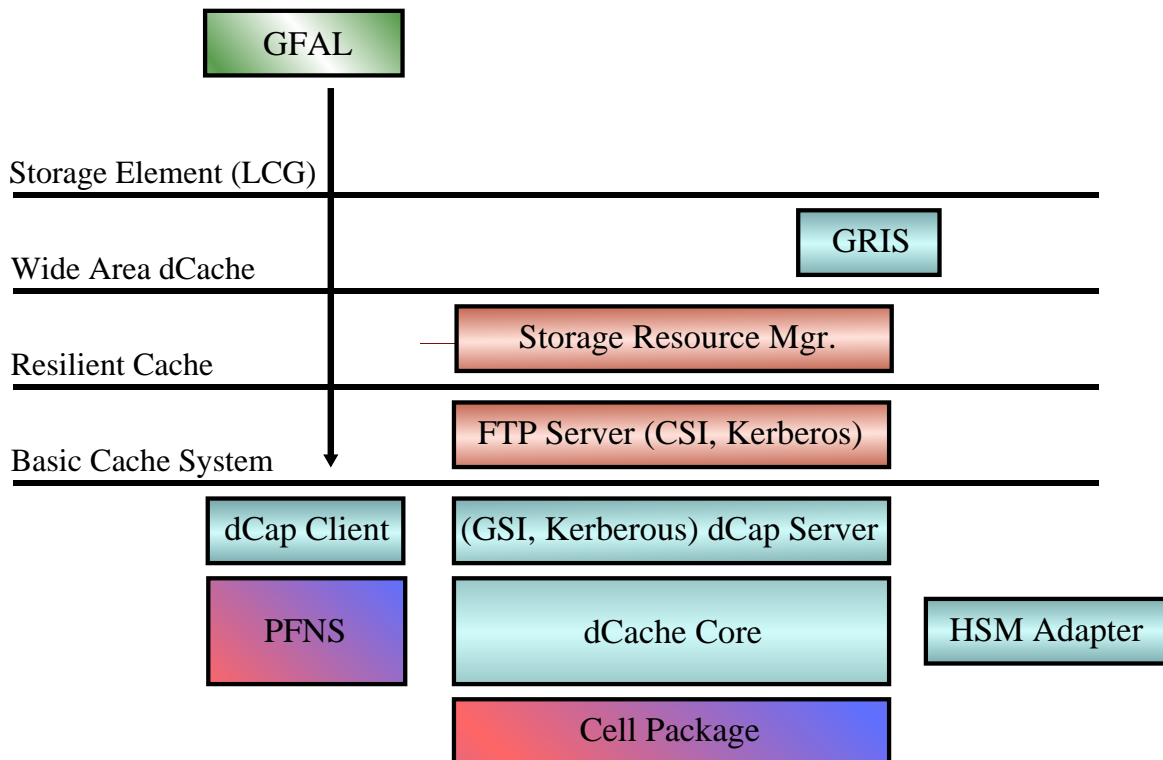 GFAL
Storage Element (LCG)
GRIS
Wide Area dCache
Storage Resource Mgr.
Resilient Cache
FTP Server (CSI, Kerberos)
Basic Cache System
dCap Client
(GSI, Kerberous) dCap Server
PFNS
dCache Core
HSM Adapter
Cell Package